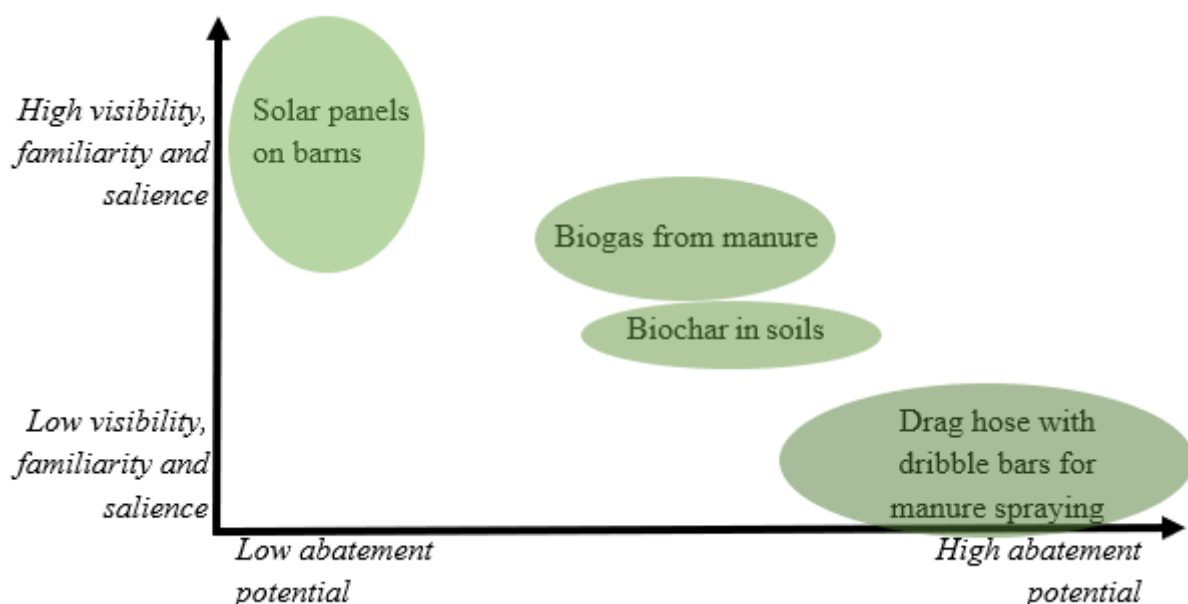 High visibility,
familiarity and
salience
Solar panels
on barns
Biogas from manure
Biochar in soils
Low visibility,
familiarity and
salience
Drag hose with
dribble bars for
manure spraying
Low abatement
potential
High abatement
potential